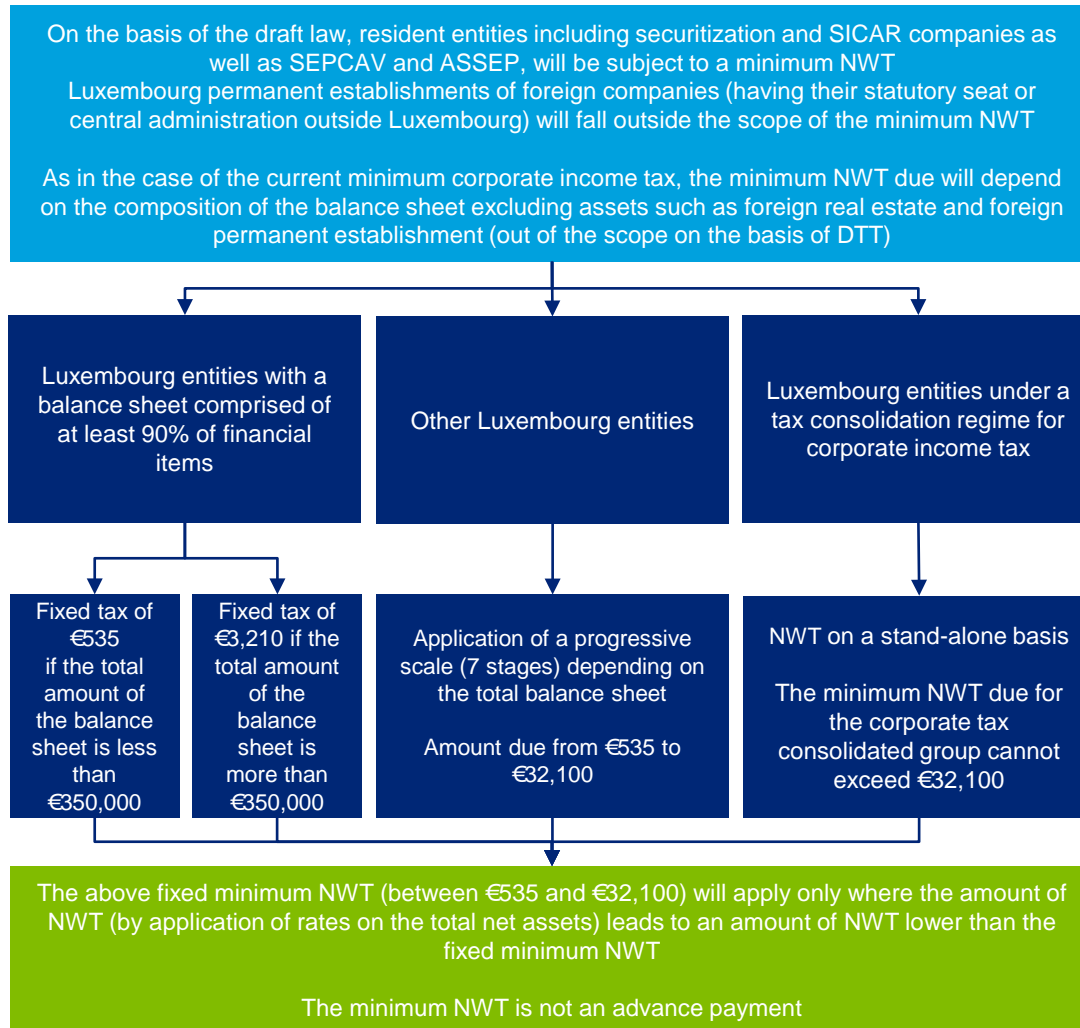 On the basis of the draft law, resident entities including securitization and SICAR companies as
well as SEPCAV and ASSEP, will be subject to a minimum NWT
Luxembourg permanent establishments of foreign companies (having their statutory seat or
central administration outside Luxembourg) will fall outside the scope of the minimum NWT
As in the case of the current minimum corporate income tax, the minimum NWT due will depend
on the composition of the balance sheet excluding assets such as foreign real estate and foreign
permanent establishment (out of the scope on the basis of DTT)
Luxembourg entities with a
balance sheet comprised of
at least 90% of financial
items
Other Luxembourg entities
Luxembourg entities under a
tax consolidation regime for
corporate income tax
Fixed tax of
€535
if the total
amount of
the balance
sheet is less
than
€350,000
Fixed tax of
€3,210 if the
total amount
of the
balance
sheet is
more than
€350,000
Application of a progressive
scale (7 stages) depending on
the total balance sheet
Amount due from €535 to
€32,100
NWT on a stand-alone basis
The minimum NWT due for
the corporate tax
consolidated group cannot
exceed €32,100
The above fixed minimum NWT (between €535 and €32,100) will apply only where the amount of
NWT (by application of rates on the total net assets) leads to an amount of NWT lower than the
fixed minimum NWT
The minimum NWT is not an advance payment